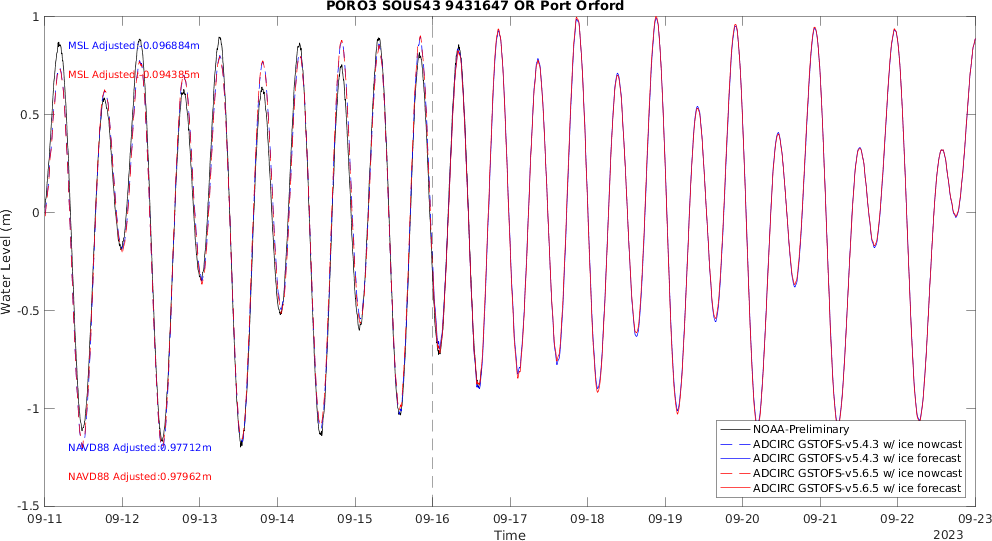 PORO3 SOUS43 9431647 OR Port Orford
MSL Adjusted:-0.096884m
MSL Adjusted:-0.094385m
NAVD88 Adjusted:0.97712m
NAVD88 Adjusted:0.97962m
Water Level (m)
1
0.5
0
-0.5
-1
-1.5
NOAA-Preliminary
ADCIRC GSTOFS-v5.4.3 w/ ice nowcast
ADCIRC GSTOFS-v5.4.3 w/ ice forecast
ADCIRC GSTOFS-v5.6.5 w/ ice nowcast
ADCIRC GSTOFS-v5.6.5 w/ ice forecast
09-11 09-12 09-13 09-14 09-15 09-16 09-17 09-18 09-19 09-20 09-21 09-22 09-23
Time
2023